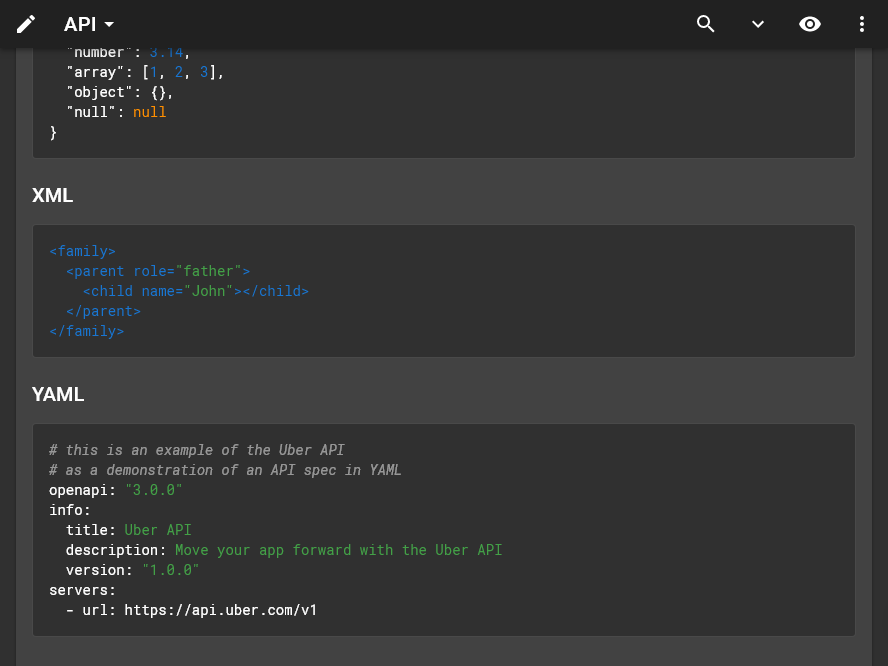 API
"number": 3.14,
"array": [1, 2, 3],
"object": {},
"null": null
}
XML
<family>
  <parent role="father">
    <child name="John"></child>
  </parent>
</family>
YAML
# this is an example of the Uber API
# as a demonstration of an API spec in YAML
openapi: "3.0.0"
info:
  title: Uber API
  description: Move your app forward with the Uber API
  version: "1.0.0"
servers:
  - url: https://api.uber.com/v1